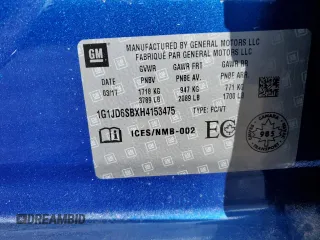 GM
MANUFACTURED BY GENERAL MOTORS LLC
FABRIQUÉ PAR GENERAL MOTORS LLC
GVWR GAWR FRT GAWR RR
PNBV PNBE AV. PNBE ARR.
03/17 1718 KG 947 KG 771 KG
3789 LB 2089 LB 1700 LB
1G1JD6SBXH4153475 TYPE: PC/VT
ICES/NMB-002 EC
DREAMBID